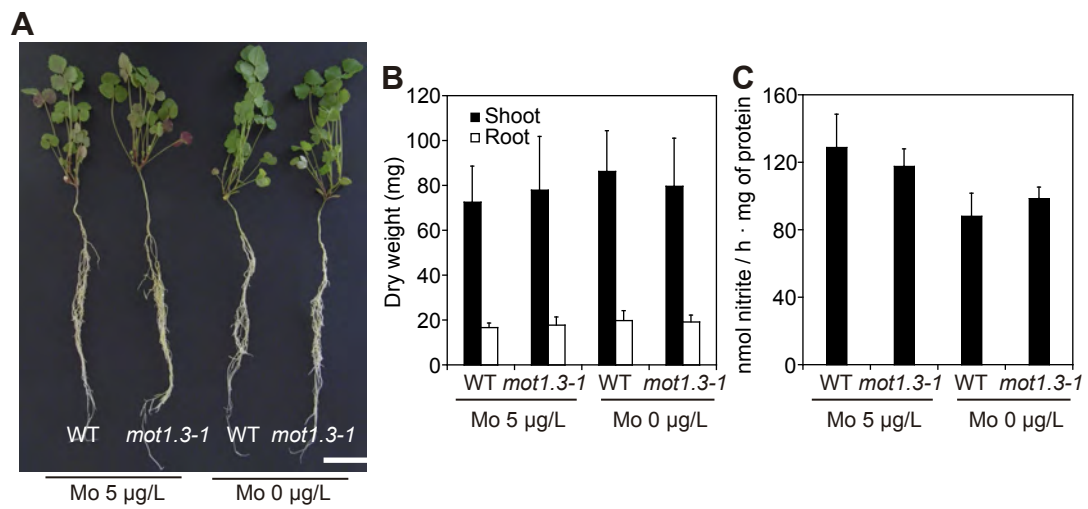 A
WT mot1.3-1 WT mot1.3-1
Mo 5 µg/L Mo 0 µg/L
B
Dry weight (mg)
120
100
80
60
40
20
0
Shoot
Root
WT mot1.3-1 WT mot1.3-1
Mo 5 µg/L Mo 0 µg/L
C
nmol nitrite / h · mg of protein
160
120
80
40
0
WT mot1.3-1 WT mot1.3-1
Mo 5 µg/L Mo 0 µg/L